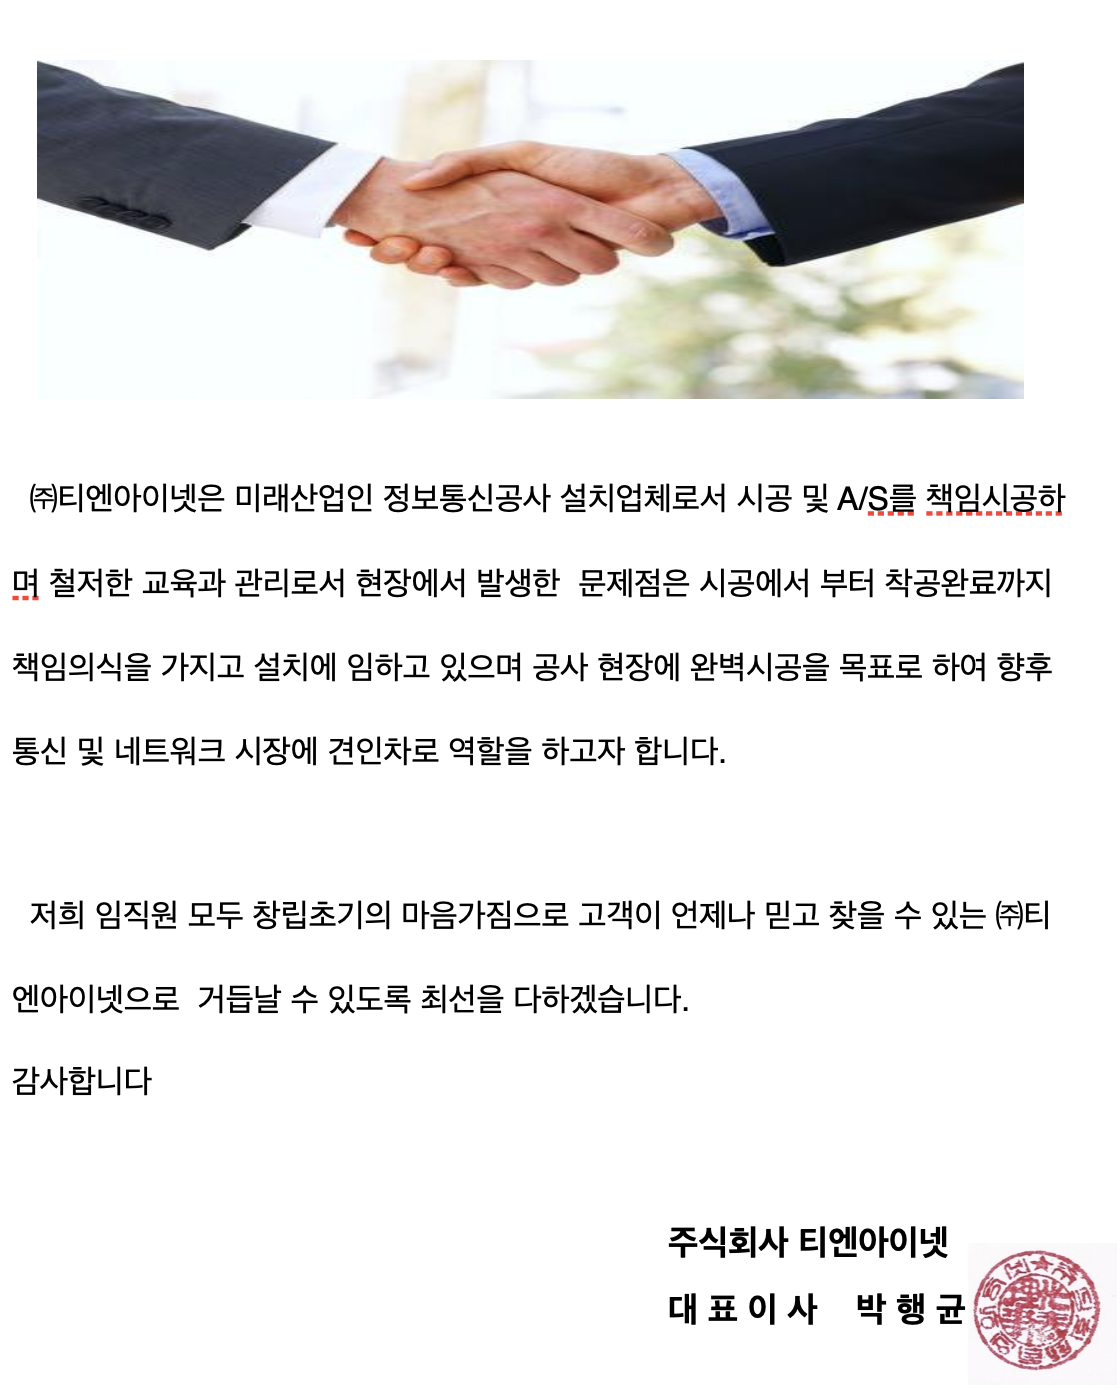 ㈜티엔아이넷은 미래산업인 정보통신공사 설치업체로서 시공 및 A/S를 책임시공하
며 철저한 교육과 관리로서 현장에서 발생한  문제점은 시공에서 부터 착공완료까지
책임의식을 가지고 설치에 임하고 있으며 공사 현장에 완벽시공을 목표로 하여 향후
통신 및 네트워크 시장에 견인차로 역할을 하고자 합니다.
저희 임직원 모두 창립초기의 마음가짐으로 고객이 언제나 믿고 찾을 수 있는 ㈜티
엔아이넷으로  거듭날 수 있도록 최선을 다하겠습니다.
감사합니다
주식회사 티엔아이넷
대 표 이 사    박 행 균